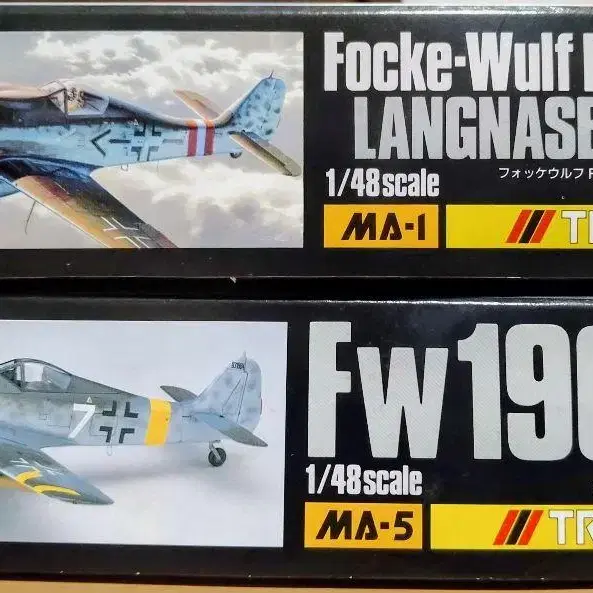 Focke-Wulf
LANGNASE
1/48 scale
フォッケウルフ F
MA-1
7
Fw190
1/48 scale
MA-5